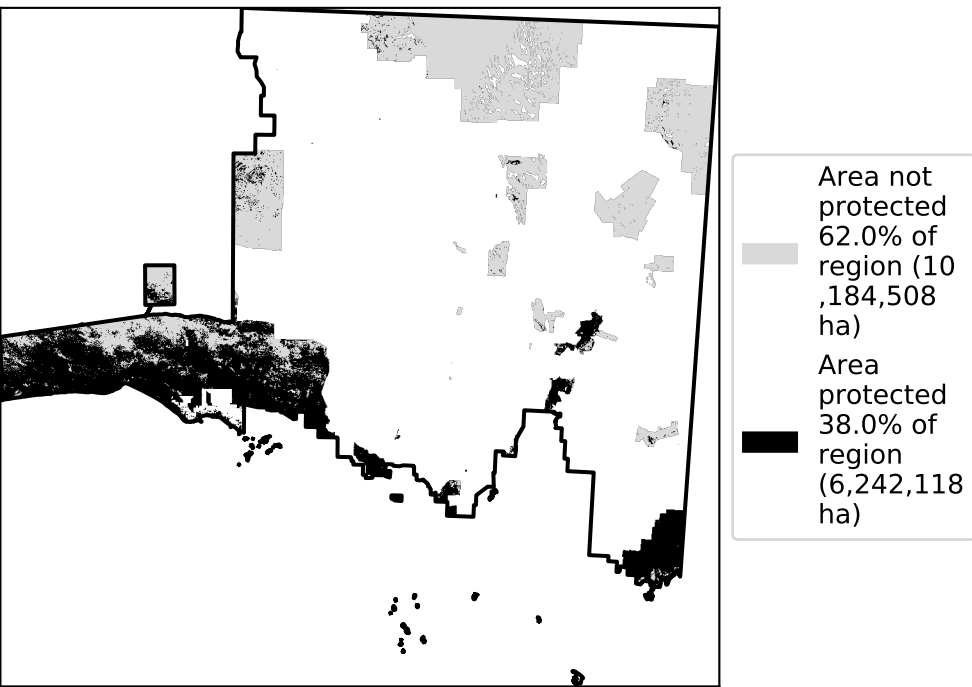 Area not
protected
62.0% of
region (10
,184,508
ha)
Area
protected
38.0% of
region
(6,242,118
ha)